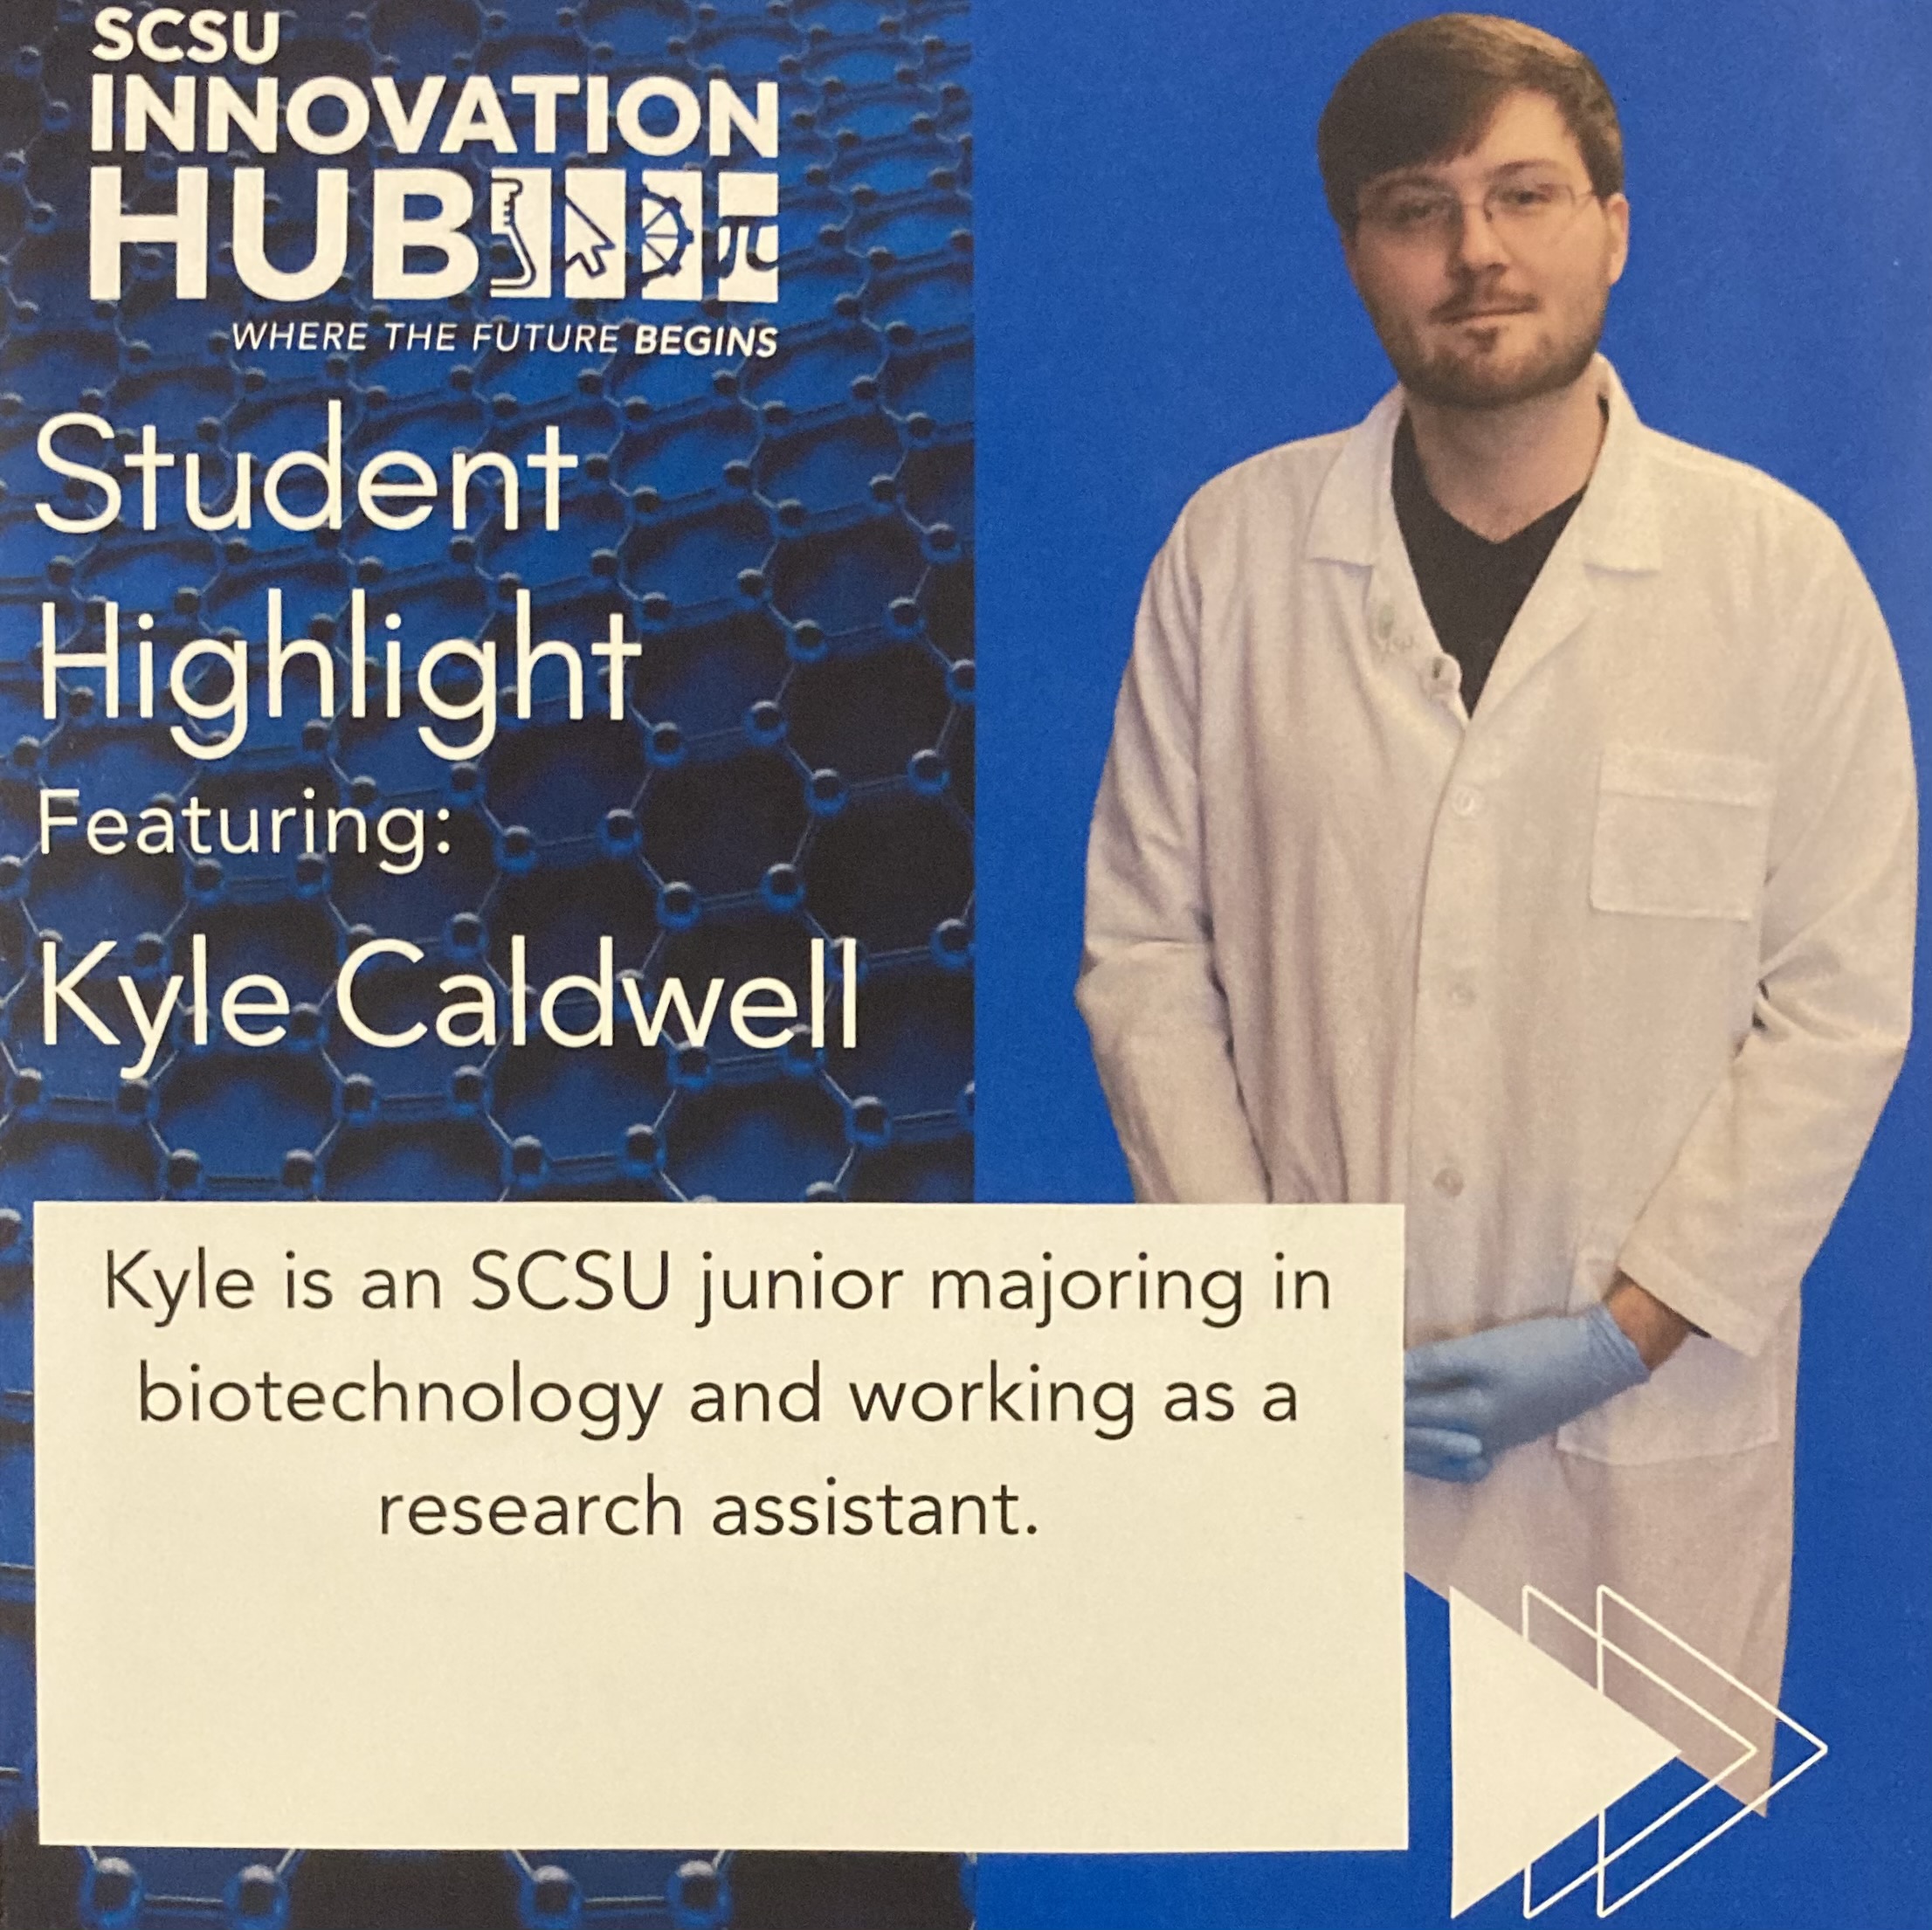 SCSU
INNOVATION
HUB π
WHERE THE FUTURE BEGINS
Student
Highlight
Featuring:
Kyle Caldwell
Kyle is an SCSU junior majoring in
biotechnology and working as a
research assistant.